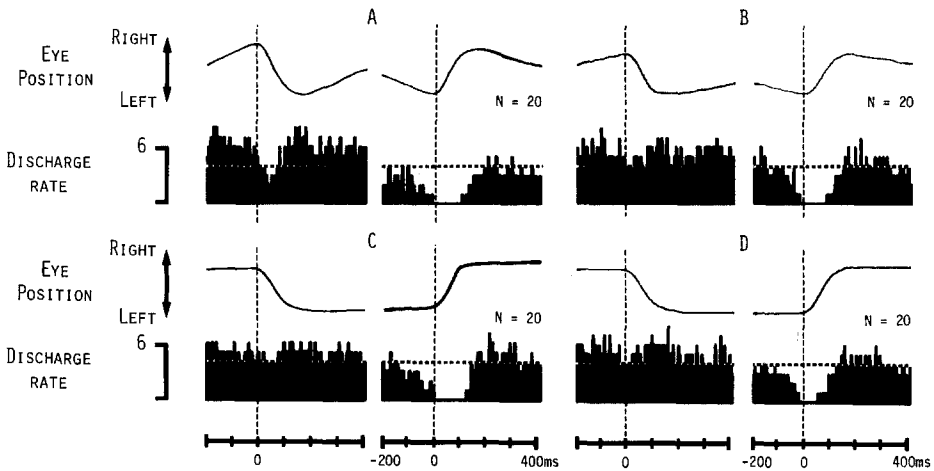 A B
RIGHT
EYE
POSITION
LEFT
N = 20 N = 20
6
DISCHARGE
RATE
C D
RIGHT
EYE
POSITION
LEFT
N = 20 N = 20
6
DISCHARGE
RATE
0 -200 0 400ms 0 -200 0 400ms